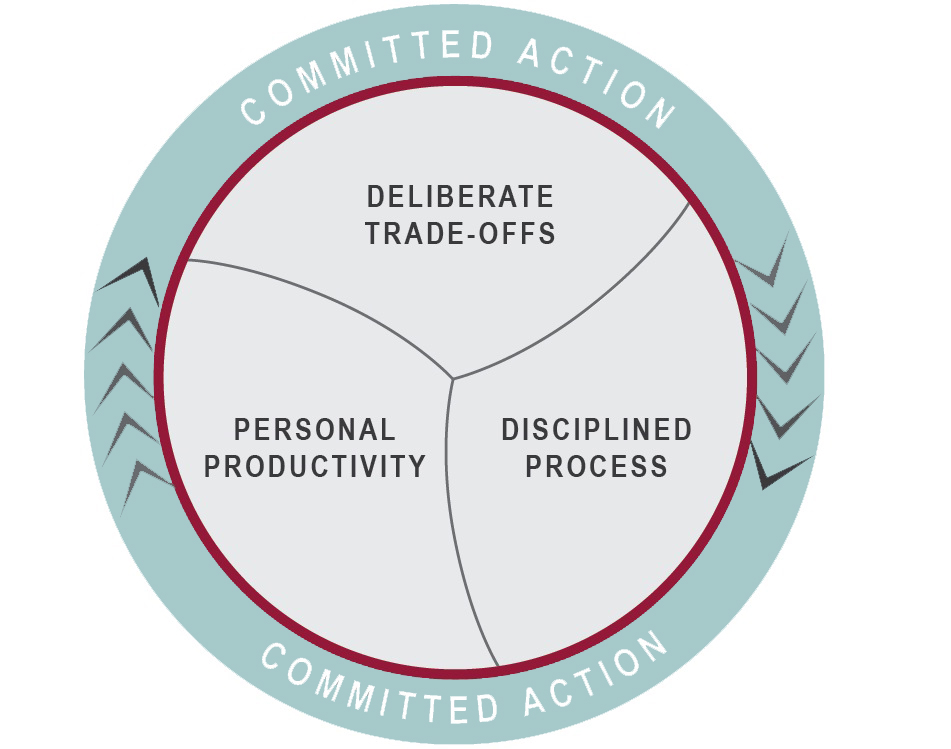 COMMITTED ACTION
DELIBERATE
TRADE-OFFS
PERSONAL
PRODUCTIVITY
DISCIPLINED
PROCESS
COMMITTED ACTION